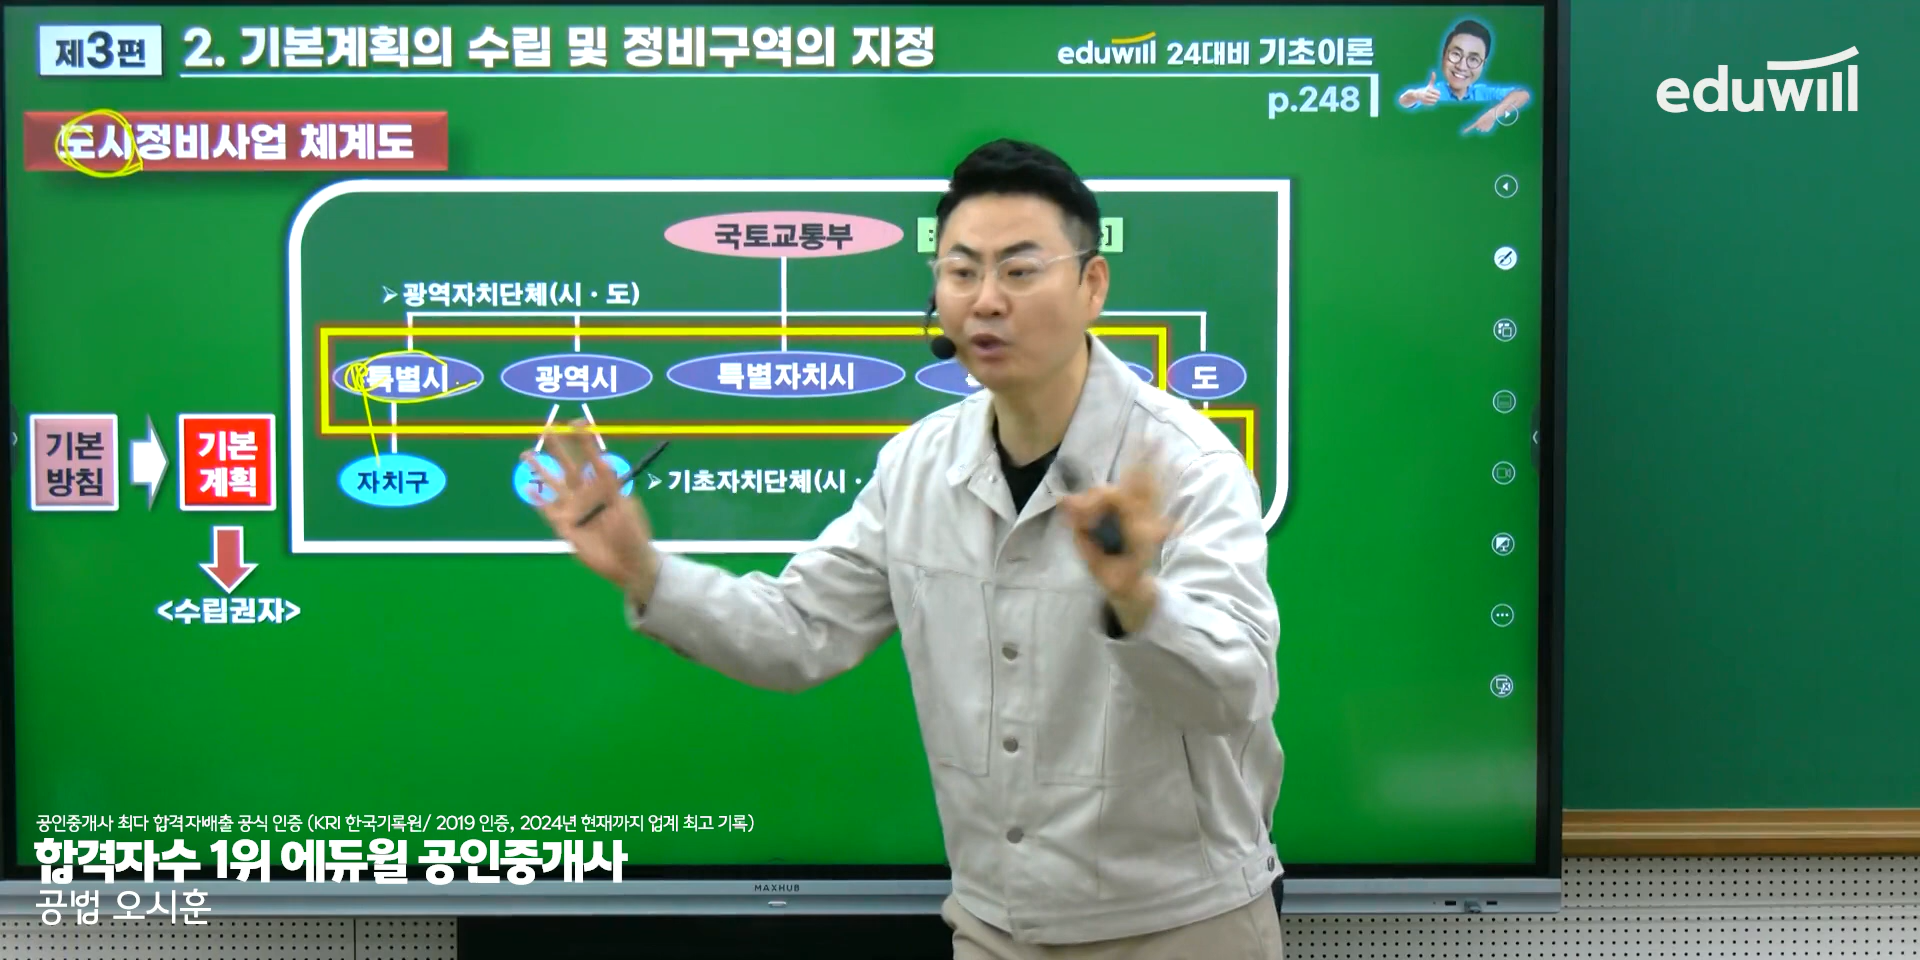 제3편
2. 기본계획의 수립 및 정비구역의 지정
eduwill 24대비 기초이론
p.248
eduwill
도시정비사업 체계도
국토교통부
➢광역자치단체(시 · 도)
특별시
광역시
특별자치시
도
기본
방침
기본
계획
자치구
➢기초자치단체(시 ·
<수립권자>
공인중개사 최다 합격자배출 공식 인증 (KRI 한국기록원/ 2019 인증, 2024년 현재까지 업계 최고 기록)
합격자수 1위 에듀윌 공인중개사
공법 오시훈
MAXHUB